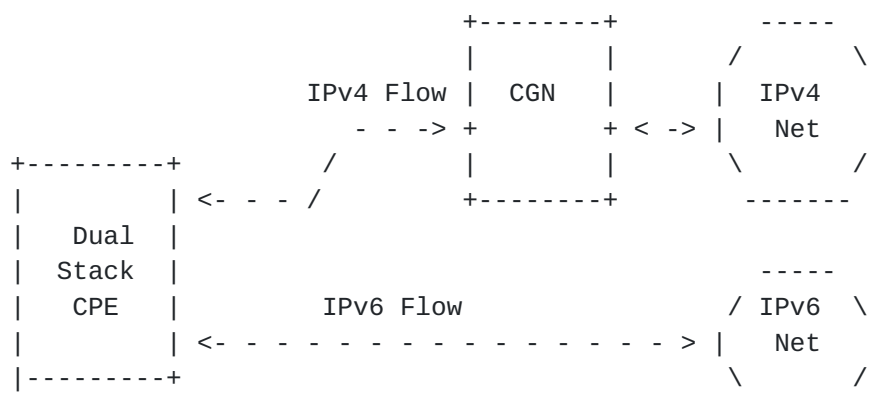 IPv4 Flow CGN IPv4
Net
Dual
Stack
CPE IPv6 Flow IPv6
Net